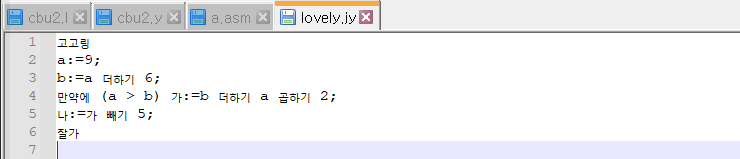 cbu2.l cbu2.y a.asm lovely.jy
1 고고링
2 a:=9;
3 b:=a 더하기 6;
4 만약에 (a > b) 가:=b 더하기 a 곱하기 2;
5 나:=가 빼기 5;
6 잘가
7